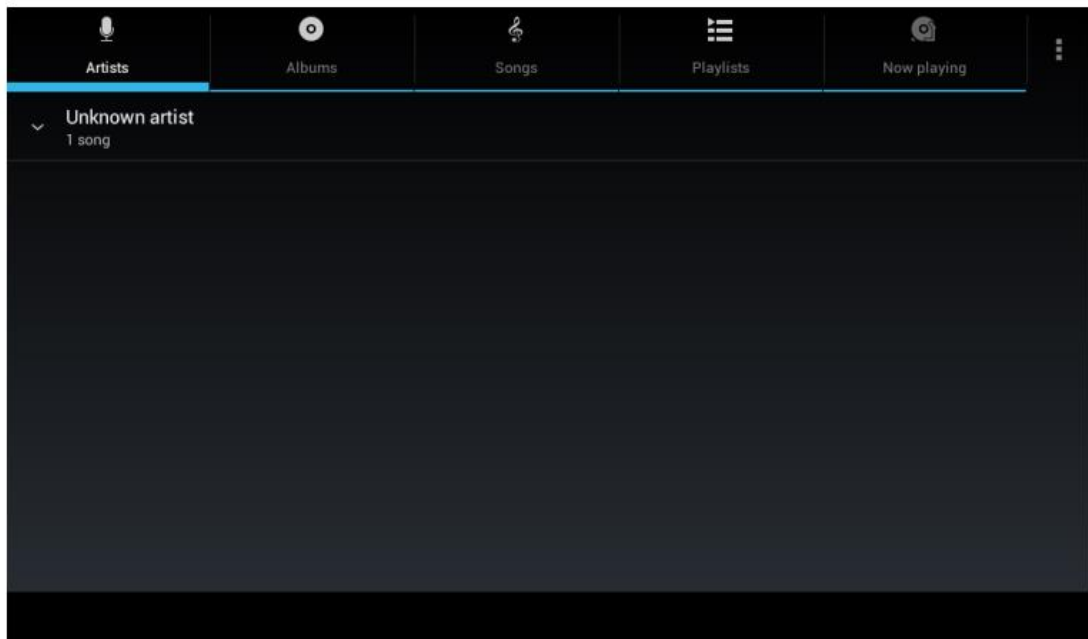 Artists
Albums
Songs
Playlists
Now playing
Unknown artist
1 song